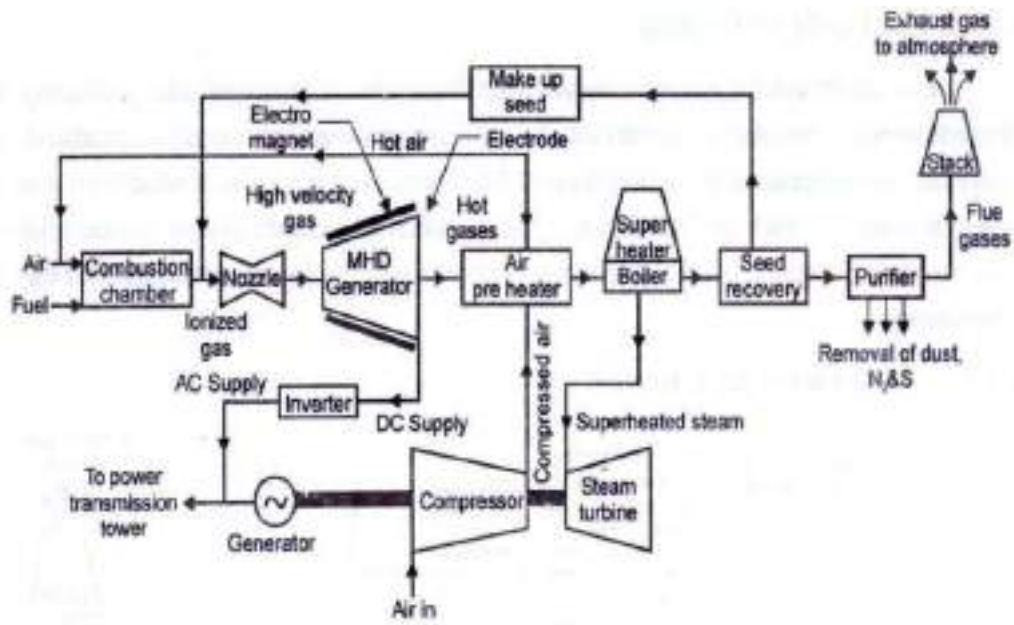 Exhaust gas
to atmosphere
Make up
seed
Electro
magnet
Hot air
Electrode
Stack
High velocity
gas
Hot
gases
Super
heater
Flue
gases
Air
Combustion
chamber
Nozzle
MHD
Generator
Air
pre heater
Boiler
Seed
recovery
Purifier
Fuel
Ionized
gas
Removal of dust,
N₂&S
AC Supply
Inverter
DC Supply
Compressed air
Superheated steam
To power
transmission
tower
Generator
Compressor
Steam
turbine
Air in